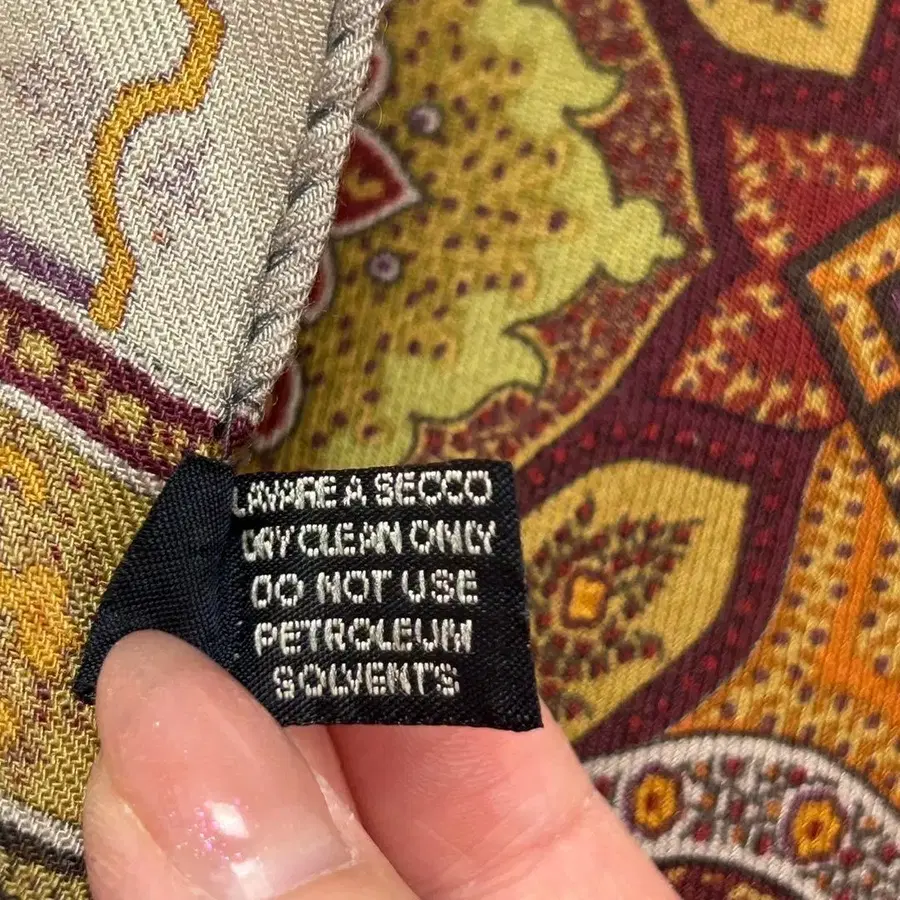 LAVARE A SECCO
DRY CLEAN ONLY
DO NOT USE
PETROLEUM
SOLVENTS